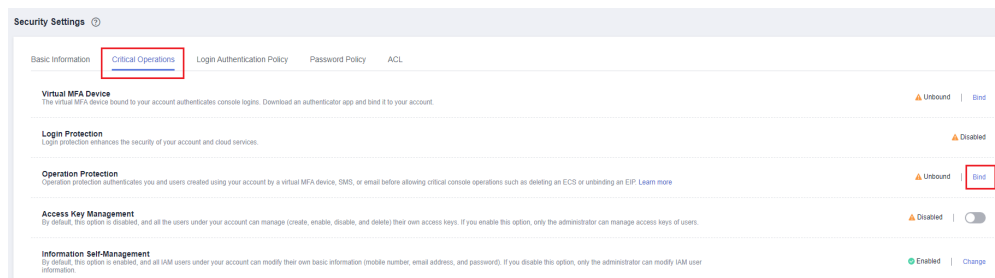 Security Settings
Basic Information Critical Operations Login Authentication Policy Password Policy ACL
Virtual MFA Device
The virtual MFA device bound to your account authenticates console logins. Download an authenticator app and bind it to your account.
Unbound | Bind
Login Protection
Login protection enhances the security of your account and cloud services.
Disabled
Operation Protection
Operation protection authenticates you and users created using your account by a virtual MFA device, SMS, or email before allowing critical console operations such as deleting an ECS or unbinding an EIP. Learn more
Unbound | Bind
Access Key Management
By default, this option is disabled, and all the users under your account can manage (create, enable, disable, and delete) their own access keys. If you enable this option, only the administrator can manage access keys of users.
Disabled |
Information Self-Management
By default, this option is enabled, and all IAM users under your account can modify their own basic information (mobile number, email address, and password). If you disable this option, only the administrator can modify IAM user
information.
Enabled | Change